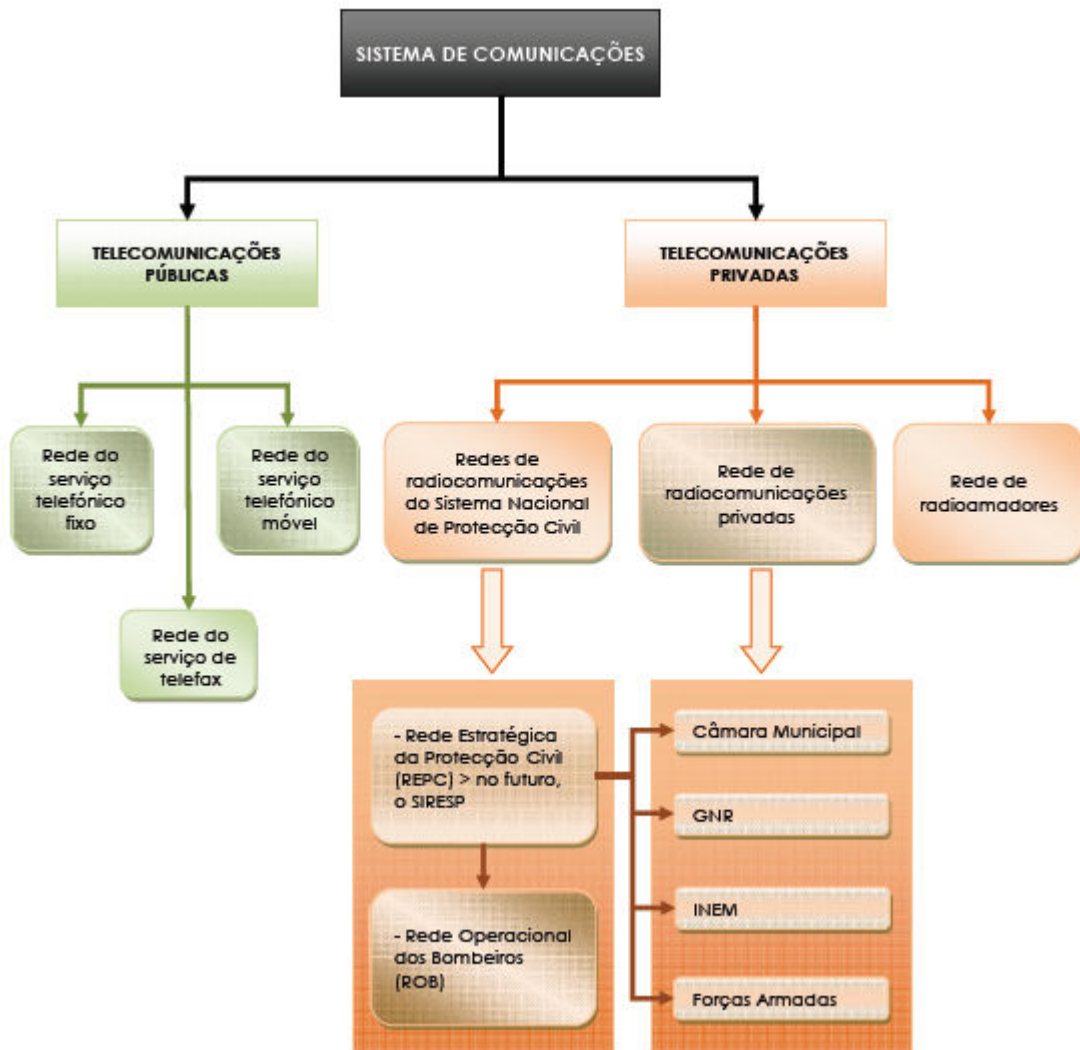 SISTEMA DE COMUNICAÇÕES
TELECOMUNICAÇÕES
PÚBLICAS
TELECOMUNICAÇÕES
PRIVADAS
Rede do
serviço
telefónico
fixo
Rede do
serviço
telefónico
móvel
Rede do
serviço de
telefax
Redes de
radiocomunicações
do Sistema Nacional
de Protecção Civil
Rede de
radiocomunicações
privadas
Rede de
radioamadores
- Rede Estratégica
da Protecção Civil
(REPC) > no futuro,
o SIRESP
- Rede Operacional
dos Bombeiros
(ROB)
Câmara Municipal
GNR
INEM
Forças Armadas